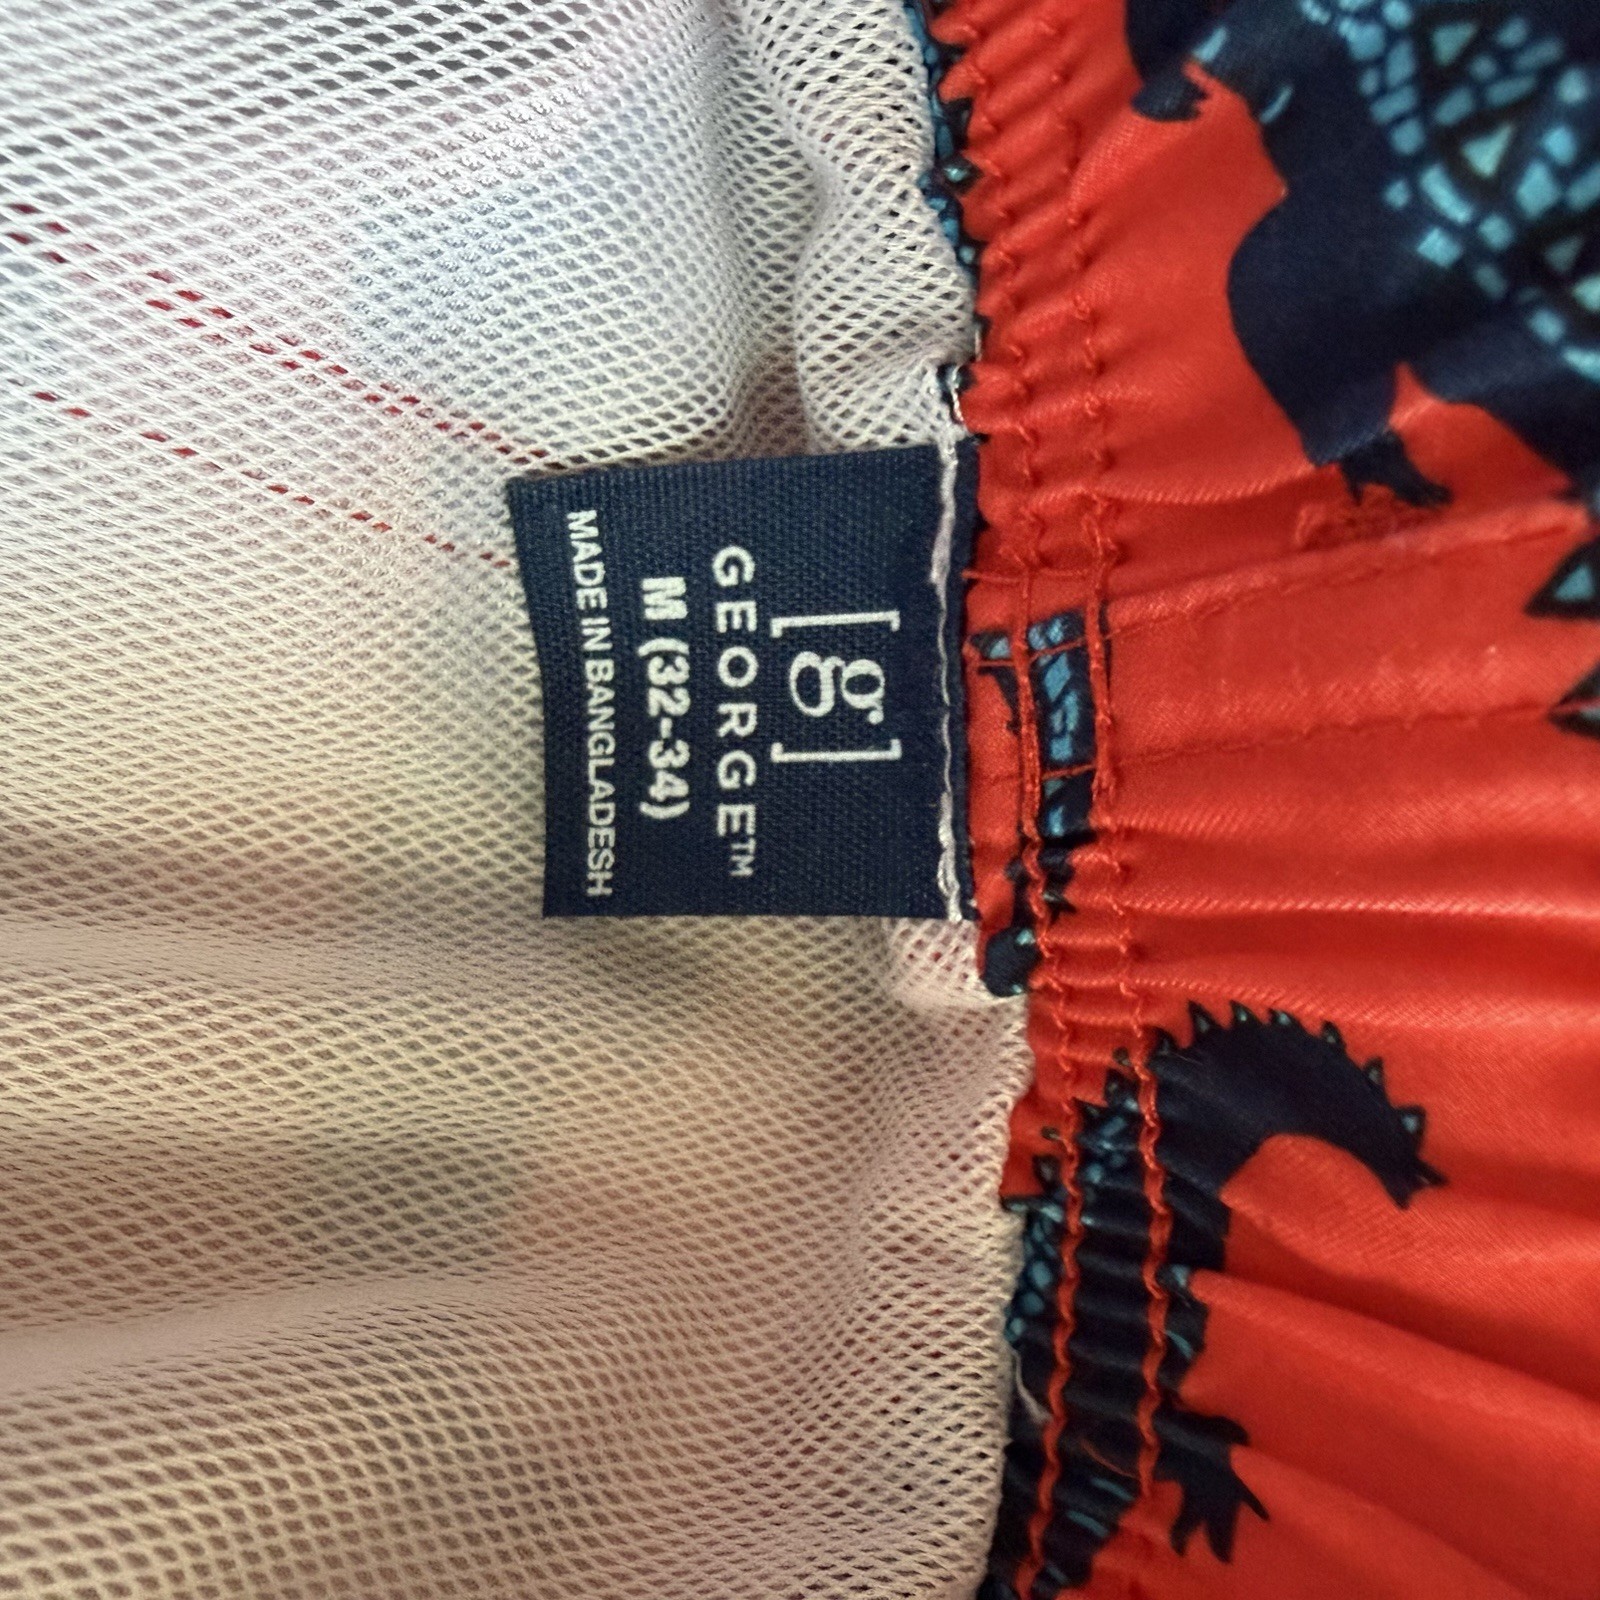 [g]
GEORGE™
M (32-34)
MADE IN BANGLADESH